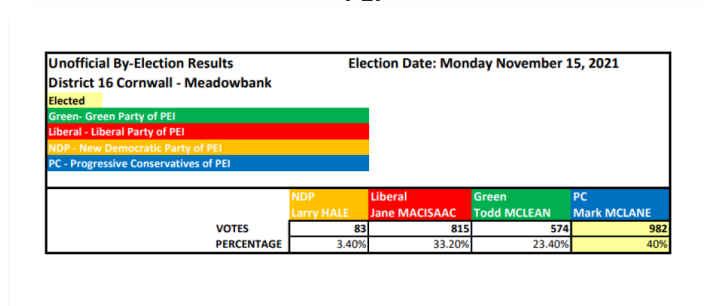 Unofficial By-Election Results Election Date: Monday November 15, 2021
District 16 Cornwall - Meadowbank
Elected
Green- Green Party of PEI
Liberal - Liberal Party of PEI
NDP - New Democratic Party of PEI
PC - Progressive Conservatives of PEI
NDP Liberal Green PC
Larry HALE Jane MACISAAC Todd MCLEAN Mark MCLANE
VOTES 83 815 574 982
PERCENTAGE 3.40% 33.20% 23.40% 40%